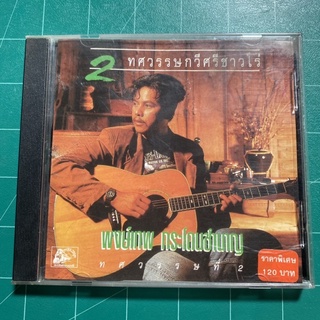 2 ทศวรรษกวีศรีชาวไร่
พงษ์เทพ กระโดนชำนาญ
ทศวรรษที่ 2
ราคาพิเศษ
120 บาท